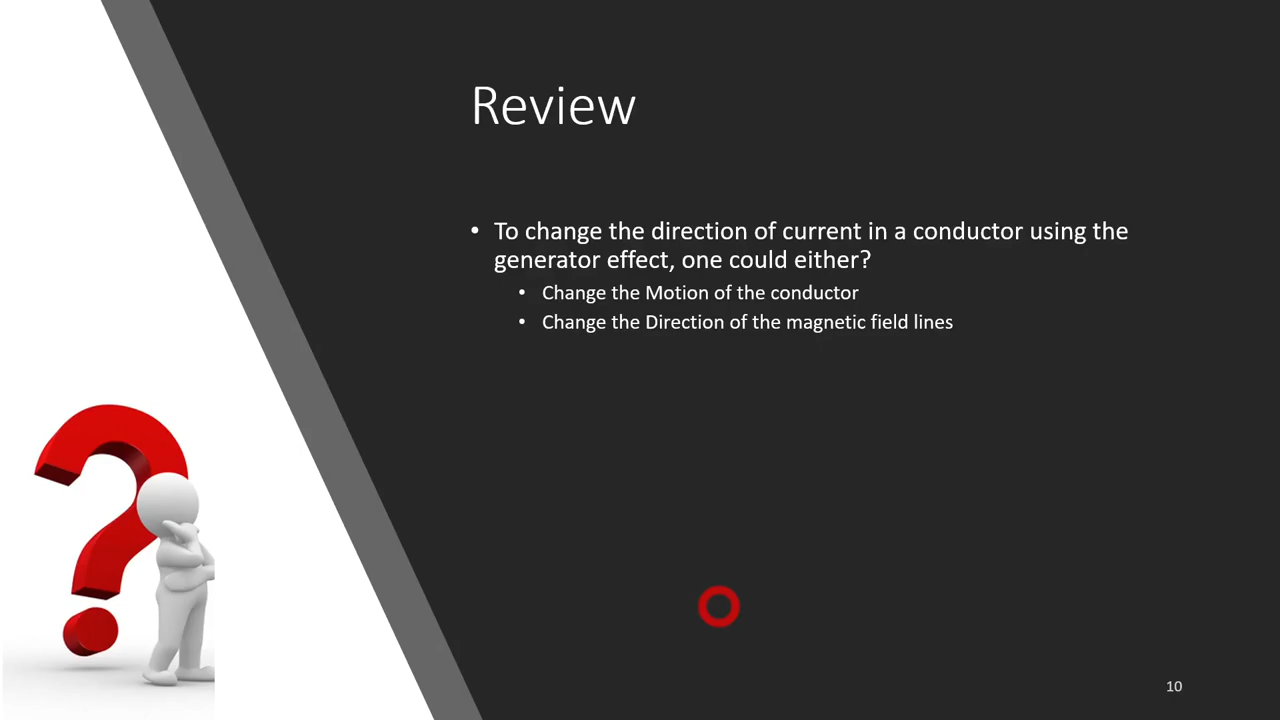 Review
• To change the direction of current in a conductor using the
generator effect, one could either?
• Change the Motion of the conductor
• Change the Direction of the magnetic field lines
10